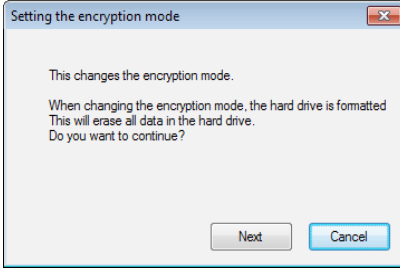 Setting the encryption mode
This changes the encryption mode.
When changing the encryption mode, the hard drive is formatted
This will erase all data in the hard drive.
Do you want to continue?
Next
Cancel